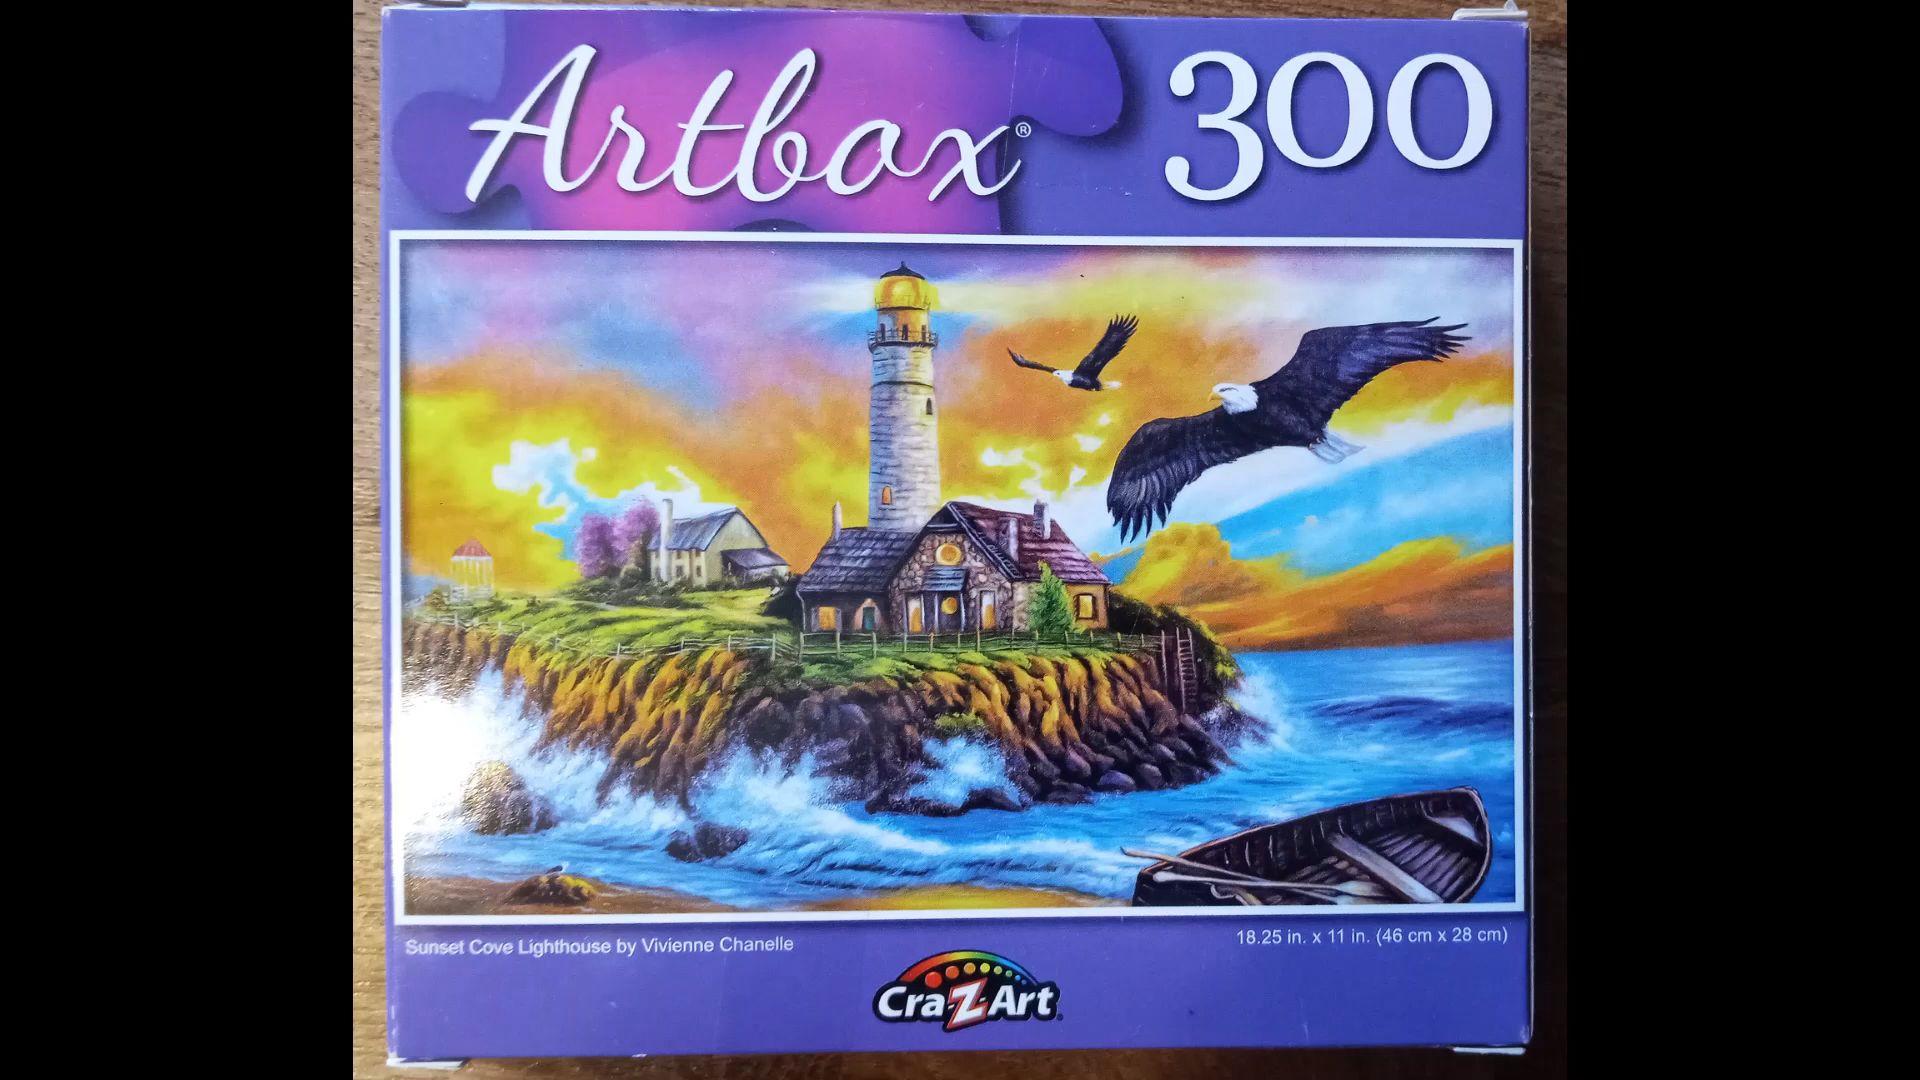 Artbox®
300
Sunset Cove Lighthouse by Vivienne Chanelle
18.25 in. x 11 in. (46 cm x 28 cm)
Cra-Z-Art